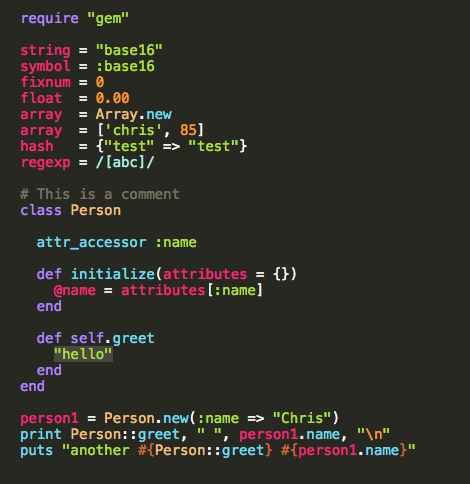 require "gem"

string = "base16"
symbol = :base16
fixnum = 0
float  = 0.00
array  = Array.new
array  = ['chris', 85]
hash   = {"test" => "test"}
regexp = /[abc]/

# This is a comment
class Person

  attr_accessor :name

  def initialize(attributes = {})
    @name = attributes[:name]
  end

  def self.greet
    "hello"
  end
end

person1 = Person.new(:name => "Chris")
print Person::greet, " ", person1.name, "\n"
puts "another #{Person::greet} #{person1.name}"